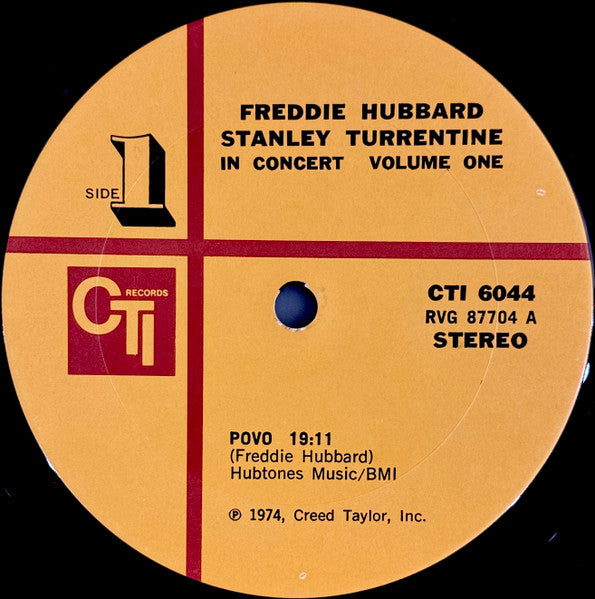 FREDDIE HUBBARD
STANLEY TURRENTINE
IN CONCERT VOLUME ONE
SIDE 1
CTI RECORDS
CTI 6044
RVG 87704 A
STEREO
POVO 19:11
(Freddie Hubbard)
Hubtones Music/BMI
℗ 1974, Creed Taylor, Inc.